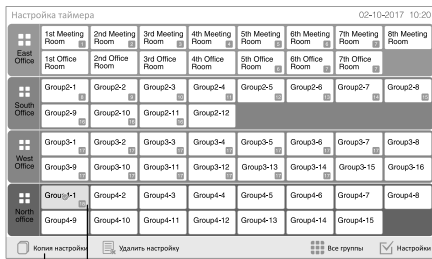 Настройка таймера 02-10-2017 10:20
East Office
1st Meeting Room 2nd Meeting Room 3rd Meeting Room 4th Meeting Room 5th Meeting Room 6th Meeting Room 7th Meeting Room 8th Meeting Room
1st Office Room 2nd Office Room 3rd Office Room 4th Office Room 5th Office Room 6th Office Room 7th Office Room
South Office
Group2-1 Group2-2 Group2-3 Group2-4 Group2-5 Group2-6 Group2-7 Group2-8
Group2-9 Group2-10 Group2-11 Group2-12
West Office
Group3-1 Group3-2 Group3-3 Group3-4 Group3-5 Group3-6 Group3-7 Group3-8
Group3-9 Group3-10 Group3-11 Group3-12 Group3-13 Group3-14 Group3-15 Group3-16
North office
Group4-1 Group4-2 Group4-3 Group4-4 Group4-5 Group4-6 Group4-7 Group4-8
Group4-9 Group4-10 Group4-11 Group4-12 Group4-13 Group4-14 Group4-15
Копия настройки Удалить настройку Все группы Настройки